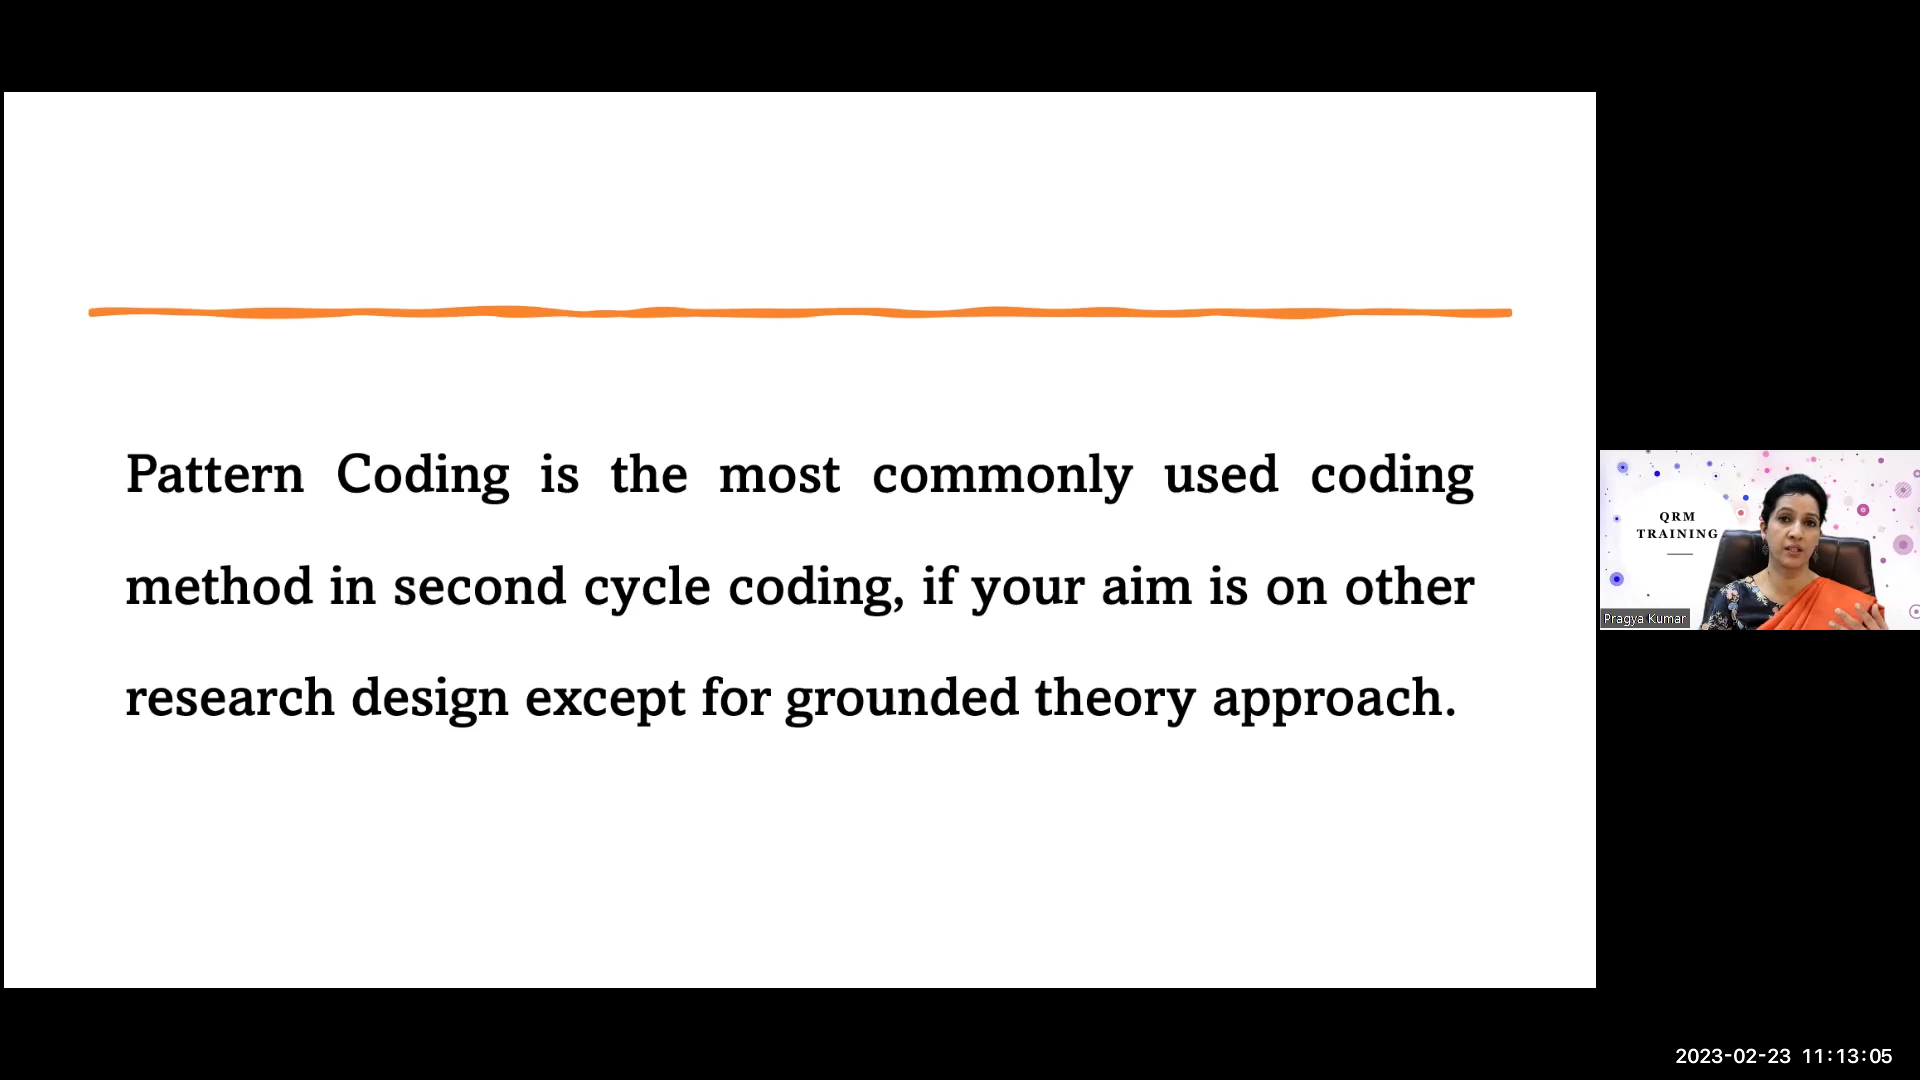 Pattern Coding is the most commonly used coding
method in second cycle coding, if your aim is on other
research design except for grounded theory approach.
QRM
TRAINING
Pragya Kumar
2023-02-23 11:13:05